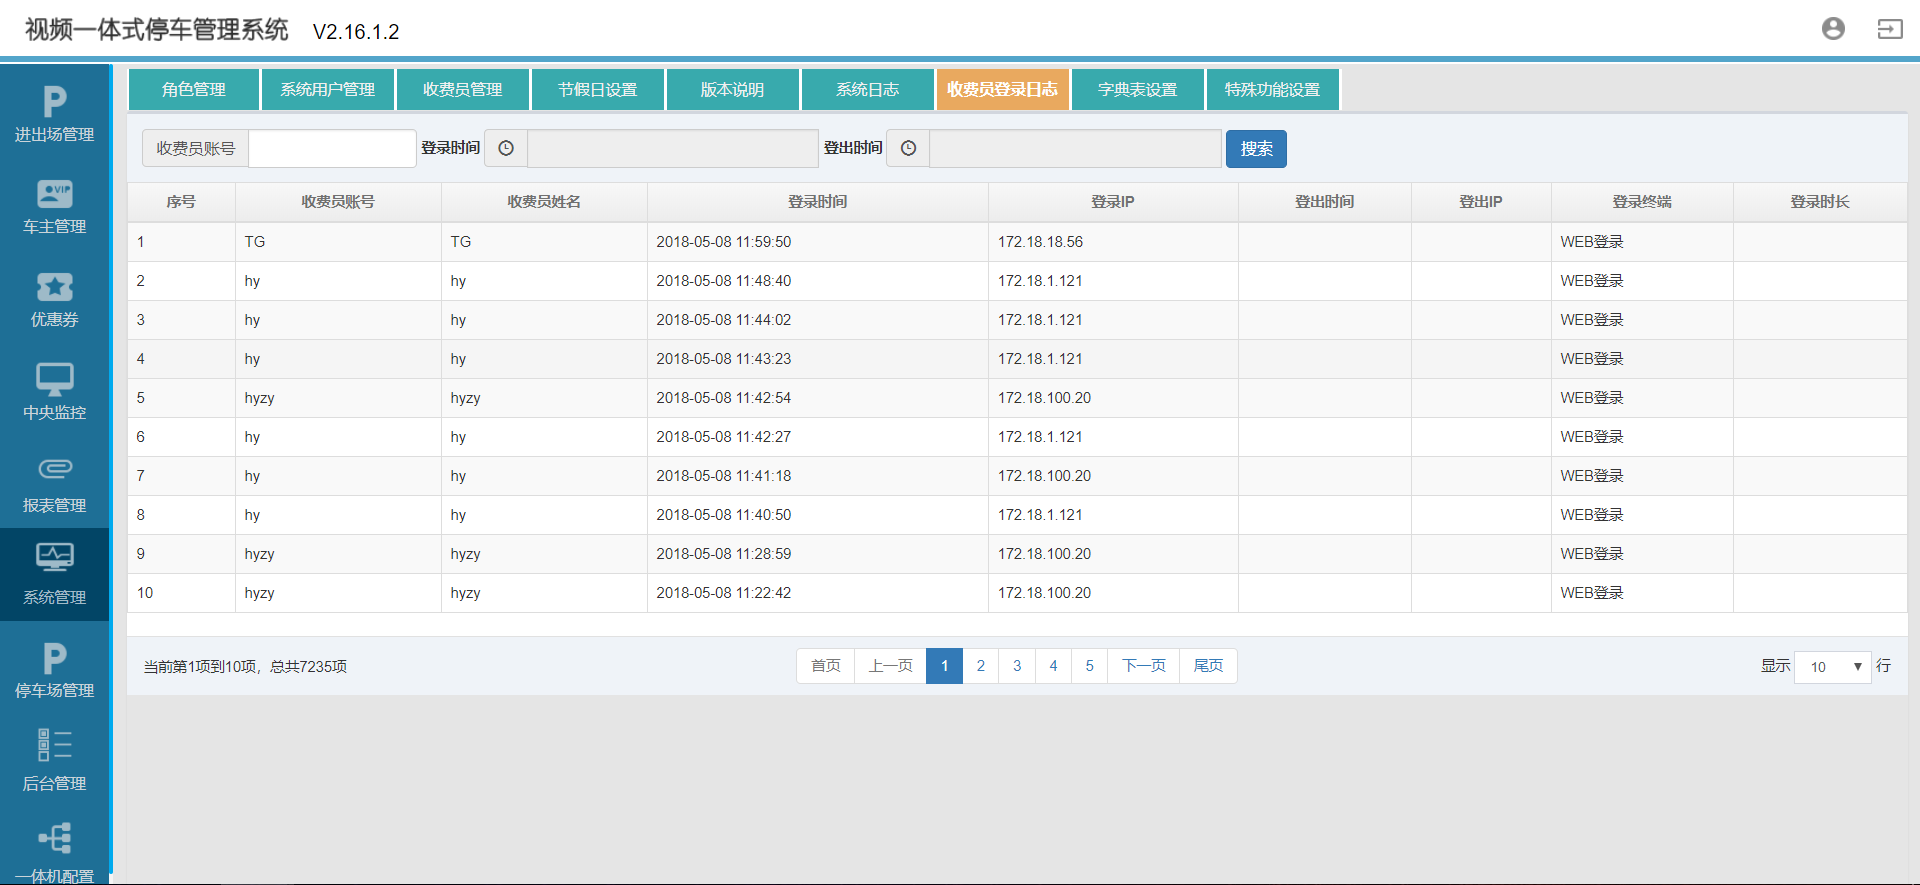 视频一体式停车管理系统 V2.16.1.2
进出场管理
VIP
车主管理
优惠券
中央监控
报表管理
系统管理
停车场管理
后台管理
一体机配置
角色管理 系统用户管理 收费员管理 节假日设置 版本说明 系统日志 收费员登录日志 字典表设置 特殊功能设置
收费员账号 登录时间 登出时间 搜索
序号 收费员账号 收费员姓名 登录时间 登录IP 登出时间 登出IP 登录终端 登录时长
1 TG TG 2018-05-08 11:59:50 172.18.18.56 WEB登录
2 hy hy 2018-05-08 11:48:40 172.18.1.121 WEB登录
3 hy hy 2018-05-08 11:44:02 172.18.1.121 WEB登录
4 hy hy 2018-05-08 11:43:23 172.18.1.121 WEB登录
5 hyzy hyzy 2018-05-08 11:42:54 172.18.100.20 WEB登录
6 hy hy 2018-05-08 11:42:27 172.18.1.121 WEB登录
7 hy hy 2018-05-08 11:41:18 172.18.100.20 WEB登录
8 hy hy 2018-05-08 11:40:50 172.18.1.121 WEB登录
9 hyzy hyzy 2018-05-08 11:28:59 172.18.100.20 WEB登录
10 hyzy hyzy 2018-05-08 11:22:42 172.18.100.20 WEB登录
当前第1项到10项，总共7235项 首页 上一页 1 2 3 4 5 下一页 尾页 显示 10 行